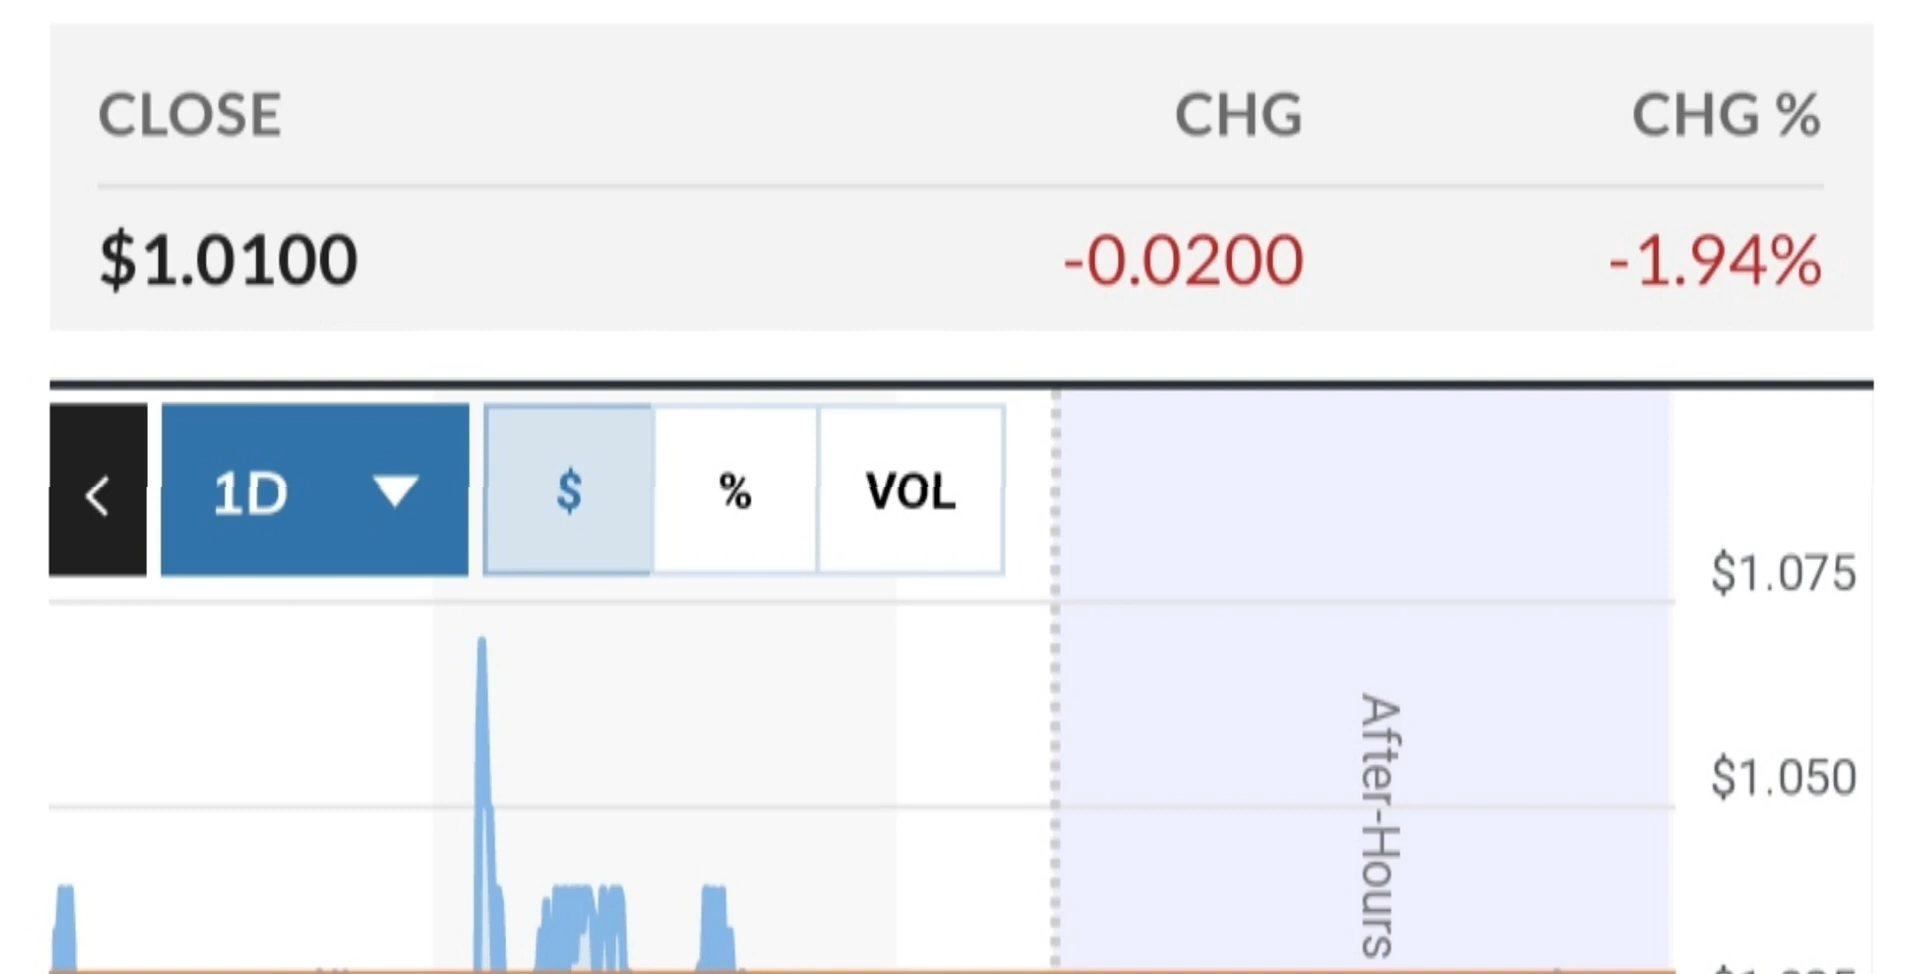 CLOSE CHG CHG %
$1.0100 -0.0200 -1.94%
1D $ % VOL
$1.075
After-Hours
$1.050